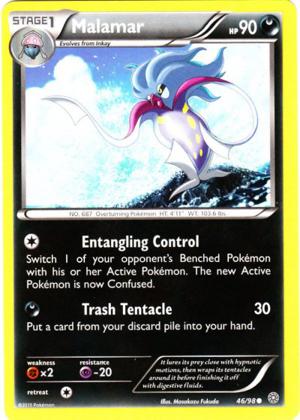 STAGE1
Malamar
HP 90
Evolves from Inkay
NO. 687 Overturning Pokémon HT. 4'11" WT. 103.6 lbs
Entangling Control
Switch 1 of your opponent's Benched Pokémon
with his or her Active Pokémon. The new Active
Pokémon is now Confused.
Trash Tentacle 30
Put a card from your discard pile into your hand.
weakness
×2
resistance
-20
retreat
It lures its prey close with hypnotic
motions, then wraps its tentacles
around it before finishing it off
with digestive fluids.
©2015 Pokémon
Illus. Masakazu Fukuda
46/98